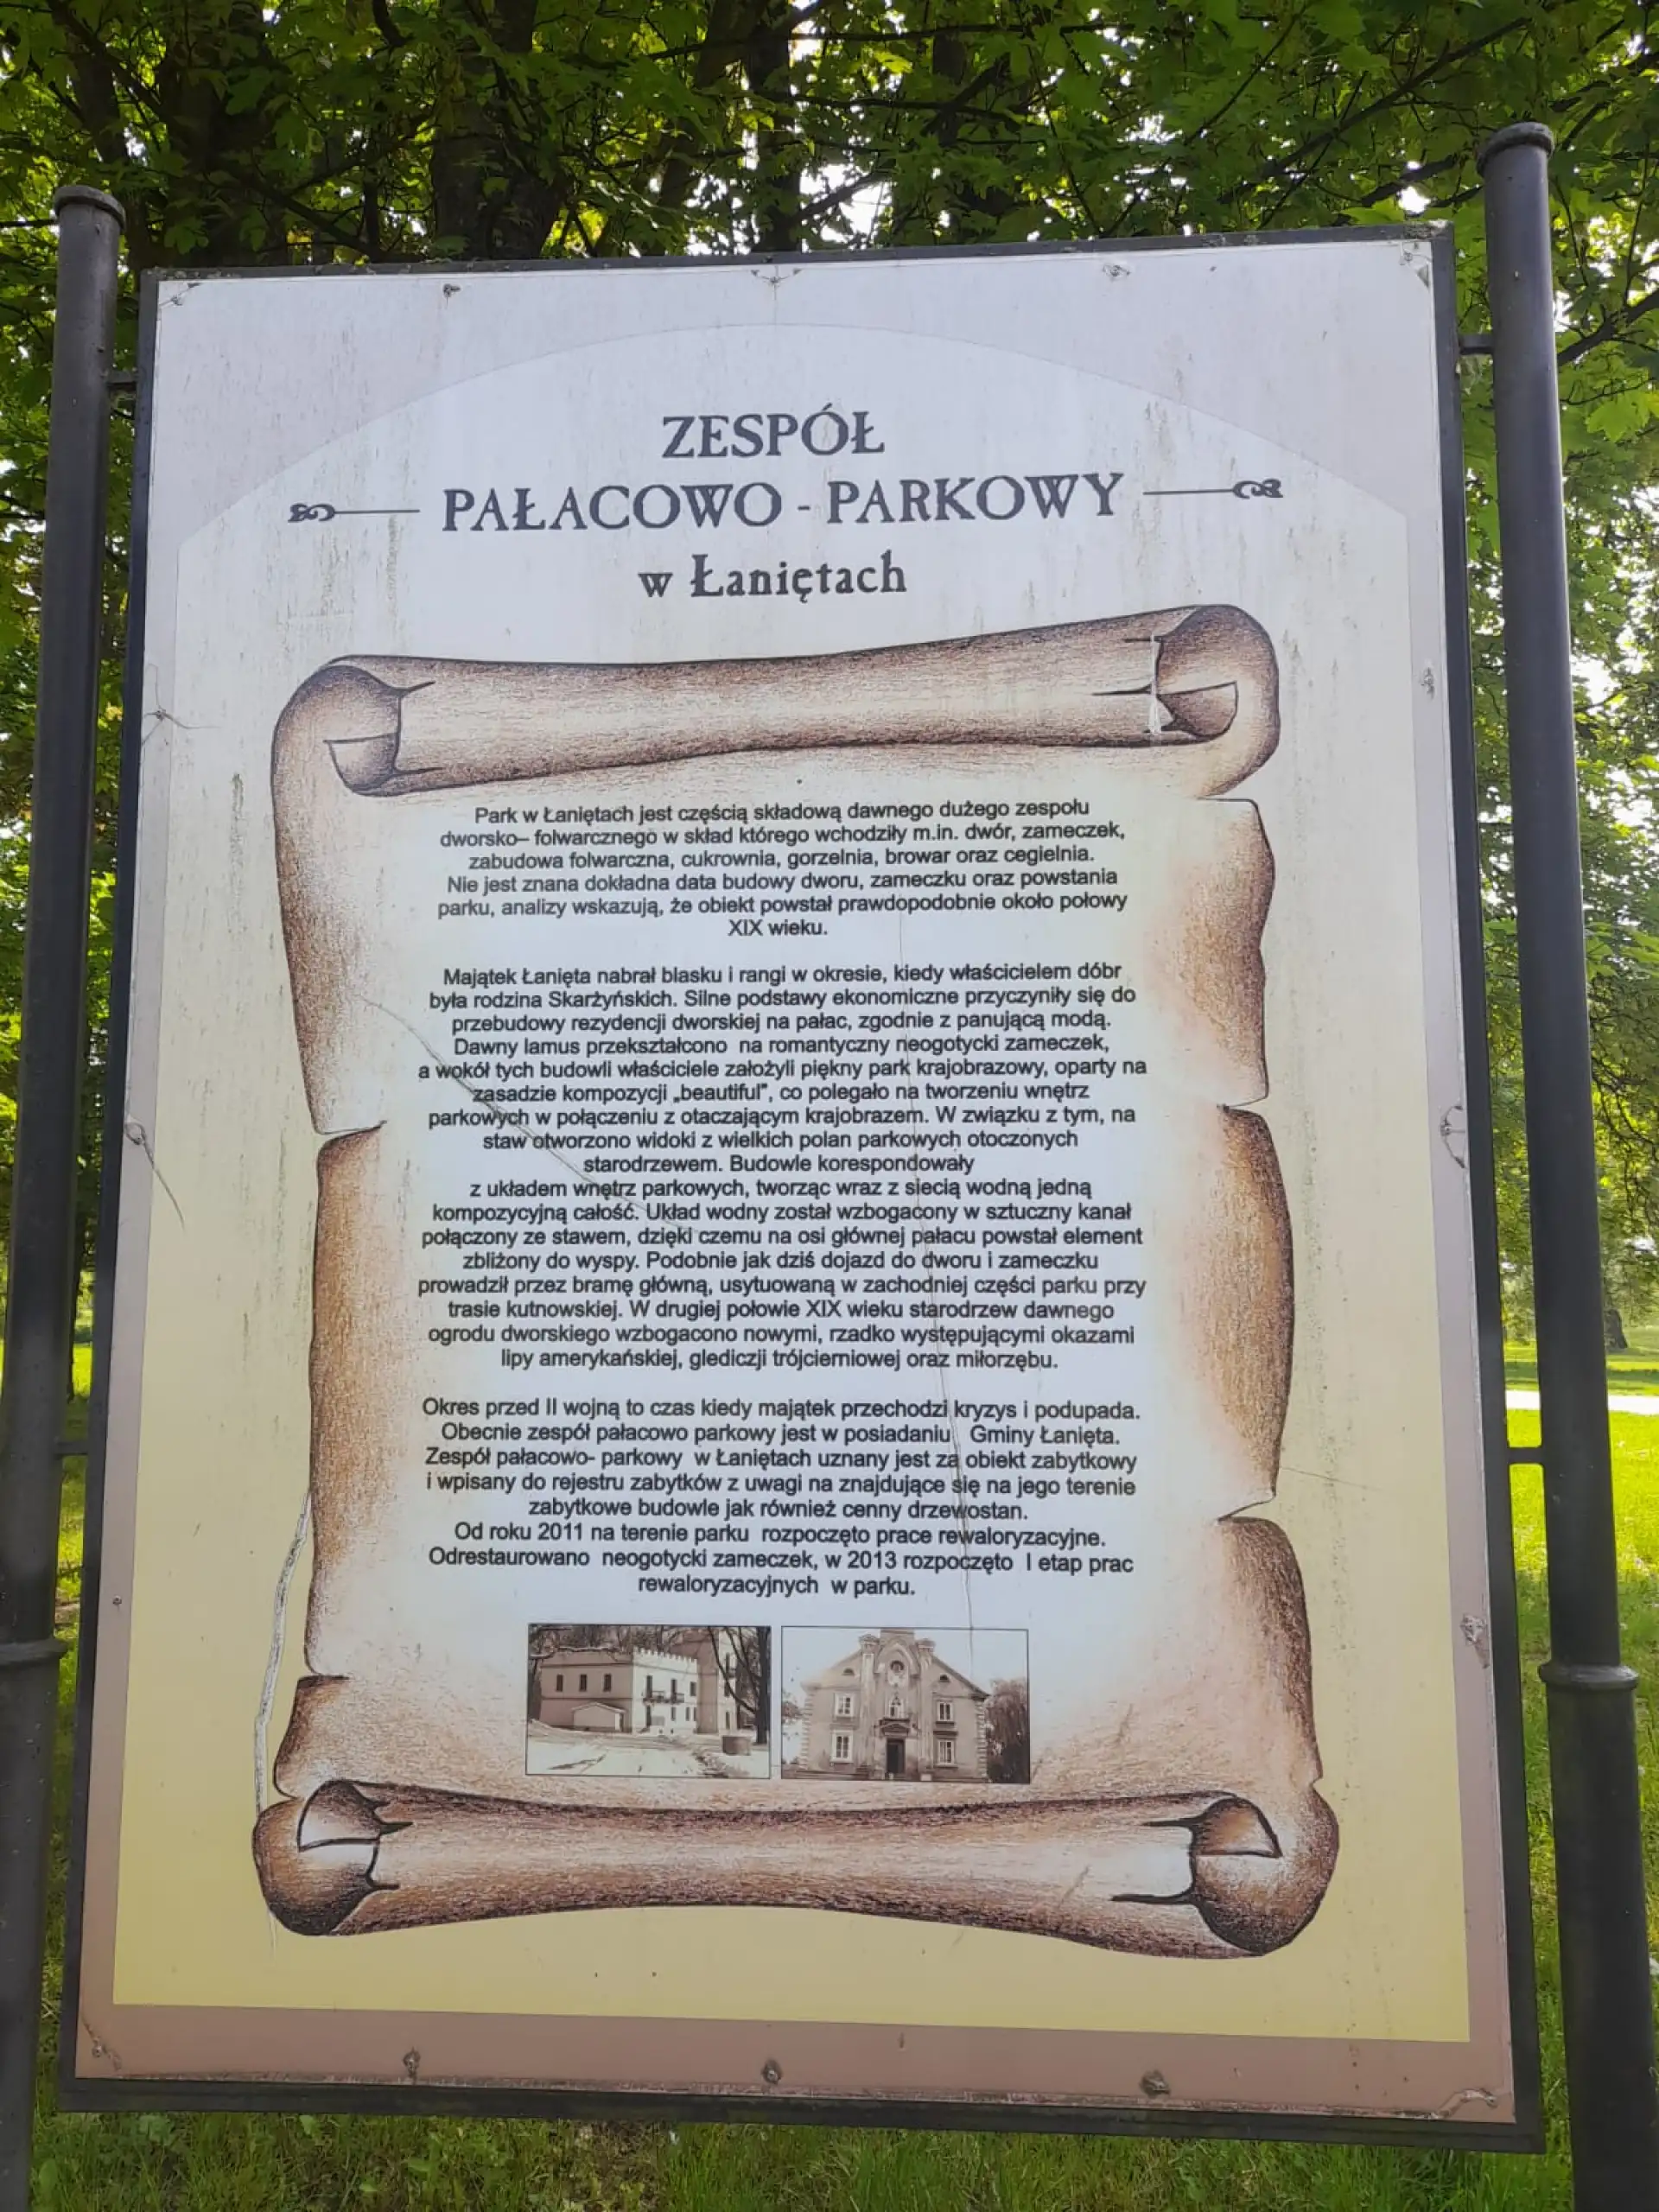 ZESPÓŁ
PAŁACOWO - PARKOWY
w Łaniętach
Park w Łaniętach jest częścią składową dawnego dużego zespołu
dworsko– folwarcznego w skład którego wchodziły m.in. dwór, zameczek,
zabudowa folwarczna, cukrownia, gorzelnia, browar oraz cegielnia.
Nie jest znana dokładna data budowy dworu, zameczku oraz powstania
parku, analizy wskazują, że obiekt powstał prawdopodobnie około połowy
XIX wieku.
Majątek Łanięta nabrał blasku i rangi w okresie, kiedy właścicielem dóbr
była rodzina Skarżyńskich. Silne podstawy ekonomiczne przyczyniły się do
przebudowy rezydencji dworskiej na pałac, zgodnie z panującą modą.
Dawny lamus przekształcono na romantyczny neogotycki zameczek,
a wokół tych budowli właściciele założyli piękny park krajobrazowy, oparty na
zasadzie kompozycji „beautiful”, co polegało na tworzeniu wnętrz
parkowych w połączeniu z otaczającym krajobrazem. W związku z tym, na
staw otworzono widoki z wielkich polan parkowych otoczonych
starodrzewem. Budowle korespondowały
z układem wnętrz parkowych, tworząc wraz z siecią wodną jedną
kompozycyjną całość. Układ wodny został wzbogacony w sztuczny kanał
połączony ze stawem, dzięki czemu na osi głównej pałacu powstał element
zbliżony do wyspy. Podobnie jak dziś dojazd do dworu i zameczku
prowadził przez bramę główną, usytuowaną w zachodniej części parku przy
trasie kutnowskiej. W drugiej połowie XIX wieku starodrzew dawnego
ogrodu dworskiego wzbogacono nowymi, rzadko występującymi okazami
lipy amerykańskiej, glediczji trójcierniowej oraz miłorzębu.
Okres przed II wojną to czas kiedy majątek przechodzi kryzys i podupada.
Obecnie zespół pałacowo parkowy jest w posiadaniu Gminy Łanięta.
Zespół pałacowo- parkowy w Łaniętach uznany jest za obiekt zabytkowy
i wpisany do rejestru zabytków z uwagi na znajdujące się na jego terenie
zabytkowe budowle jak również cenny drzewostan.
Od roku 2011 na terenie parku rozpoczęto prace rewaloryzacyjne.
Odrestaurowano neogotycki zameczek, w 2013 rozpoczęto I etap prac
rewaloryzacyjnych w parku.